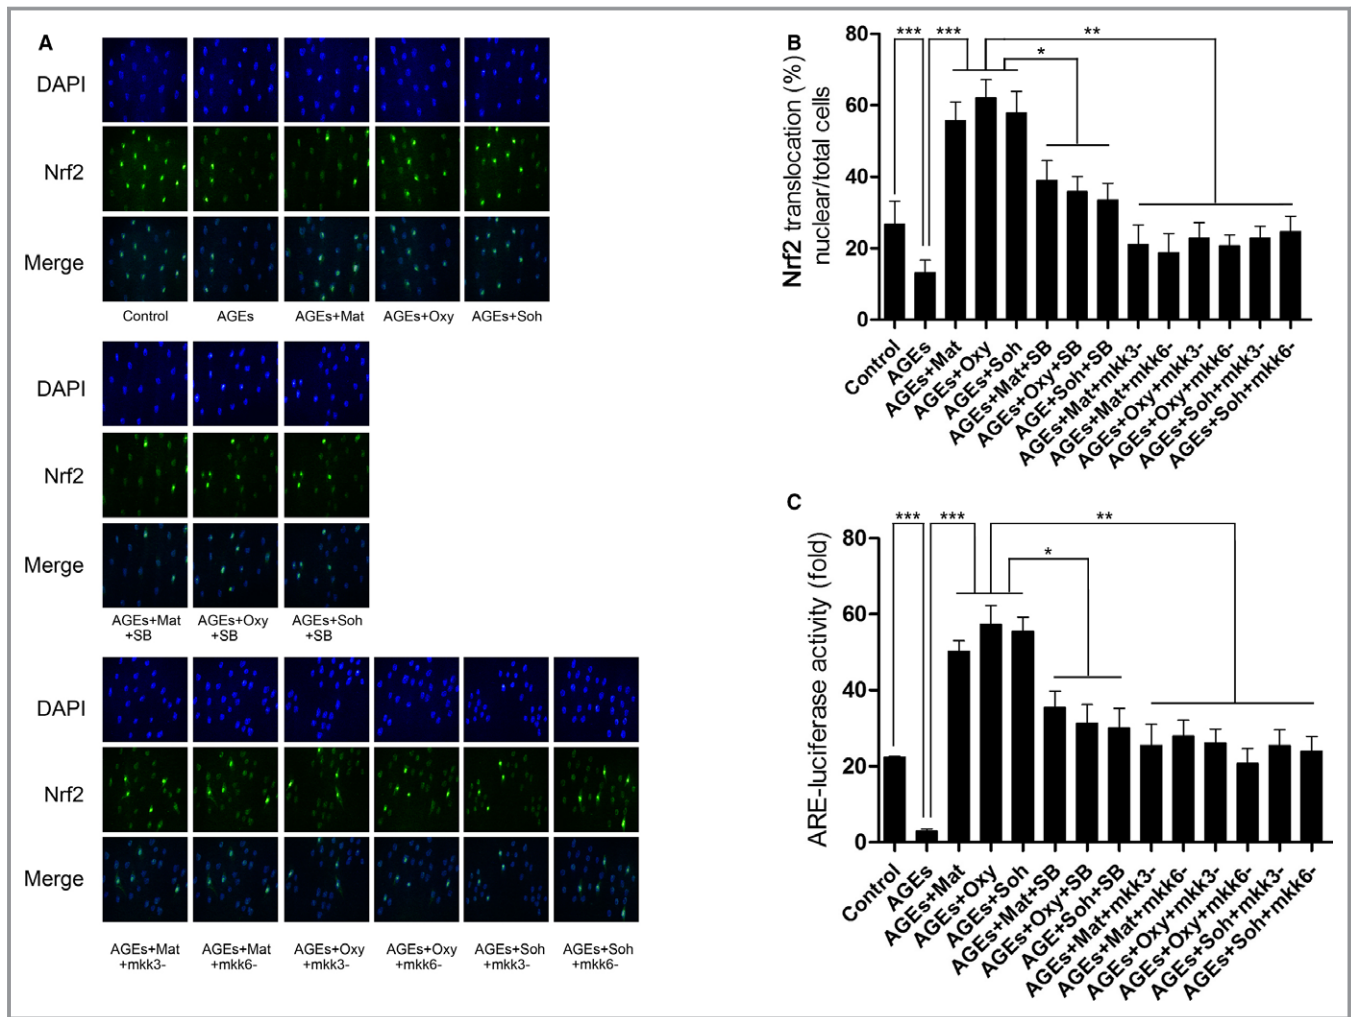 A
DAPI
Nrf2
Merge
Control AGEs AGEs+Mat AGEs+Oxy AGEs+Soh
DAPI
Nrf2
Merge
AGEs+Mat AGEs+Oxy AGEs+Soh
+SB +SB +SB
DAPI
Nrf2
Merge
AGEs+Mat AGEs+Mat AGEs+Oxy AGEs+Oxy AGEs+Soh AGEs+Soh
+mkk3- +mkk6- +mkk3- +mkk6- +mkk3- +mkk6-
B
Nrf2 translocation (%)
nuclear/total cells
80
60
40
20
0
*** *** **
*
Control
AGEs
AGEs+Mat
AGEs+Oxy
AGEs+Soh
AGEs+Mat+SB
AGEs+Oxy+SB
AGE+Soh+SB
AGEs+Mat+mkk3-
AGEs+Mat+mkk6-
AGEs+Oxy+mkk3-
AGEs+Oxy+mkk6-
AGEs+Soh+mkk3-
AGEs+Soh+mkk6-
C
ARE-luciferase activity (fold)
80
60
40
20
0
*** *** **
*
Control
AGEs
AGEs+Mat
AGEs+Oxy
AGEs+Soh
AGEs+Mat+SB
AGEs+Oxy+SB
AGE+Soh+SB
AGEs+Mat+mkk3-
AGEs+Mat+mkk6-
AGEs+Oxy+mkk3-
AGEs+Oxy+mkk6-
AGEs+Soh+mkk3-
AGEs+Soh+mkk6-